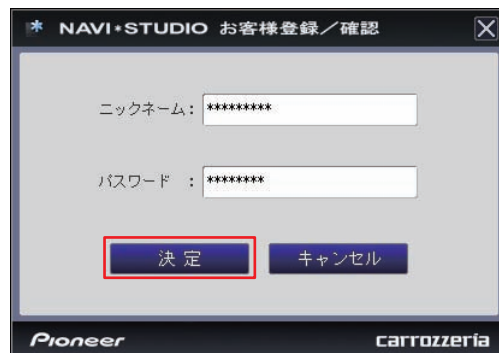 NAVI*STUDIO お客様登録／確認
ニックネーム： *********
パスワード ： ********
決 定 キャンセル
Pioneer carrozzeria